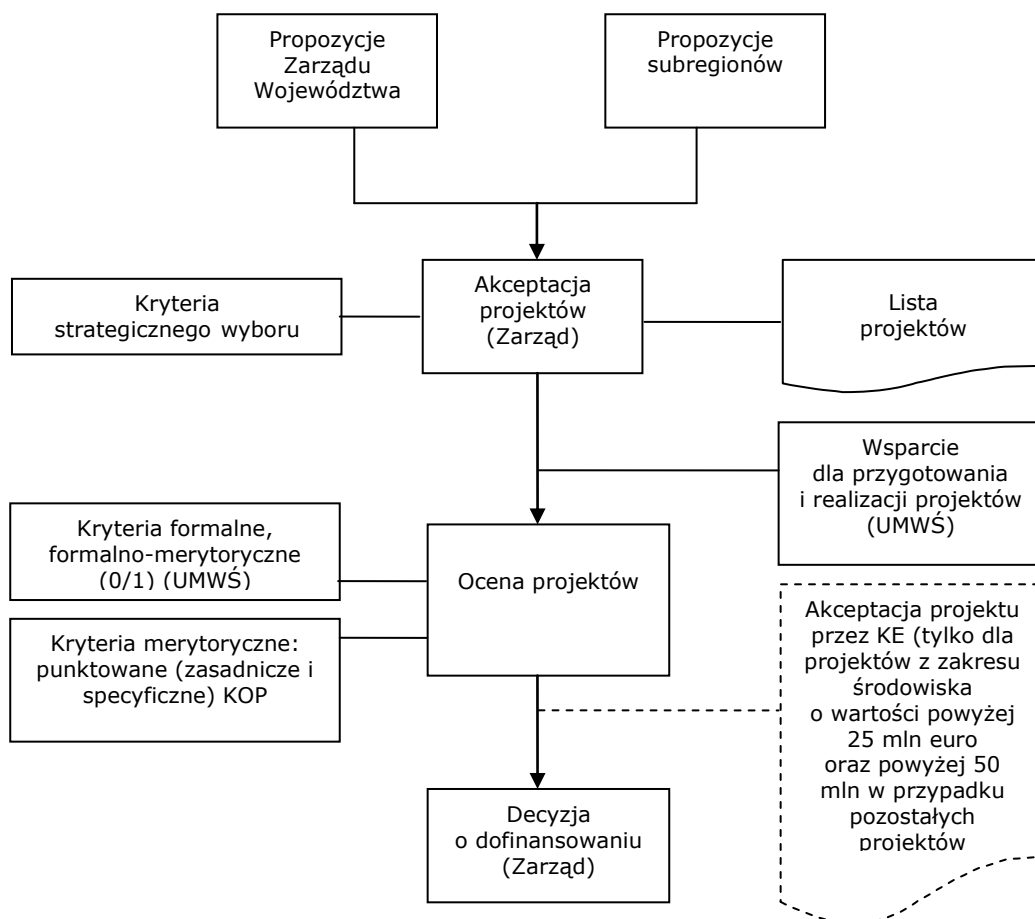 Propozycje
Zarządu
Województwa
Propozycje
subregionów
Kryteria
strategicznego wyboru
Akceptacja
projektów
(Zarząd)
Lista
projektów
Wsparcie
dla przygotowania
i realizacji projektów
(UMWŚ)
Kryteria formalne,
formalno-merytoryczne
(0/1) (UMWŚ)
Ocena projektów
Kryteria merytoryczne:
punktowane (zasadnicze i
specyficzne) KOP
Akceptacja projektu
przez KE (tylko dla
projektów z zakresu
środowiska
o wartości powyżej
25 mln euro
oraz powyżej 50
mln w przypadku
pozostałych
projektów
Decyzja
o dofinansowaniu
(Zarząd)